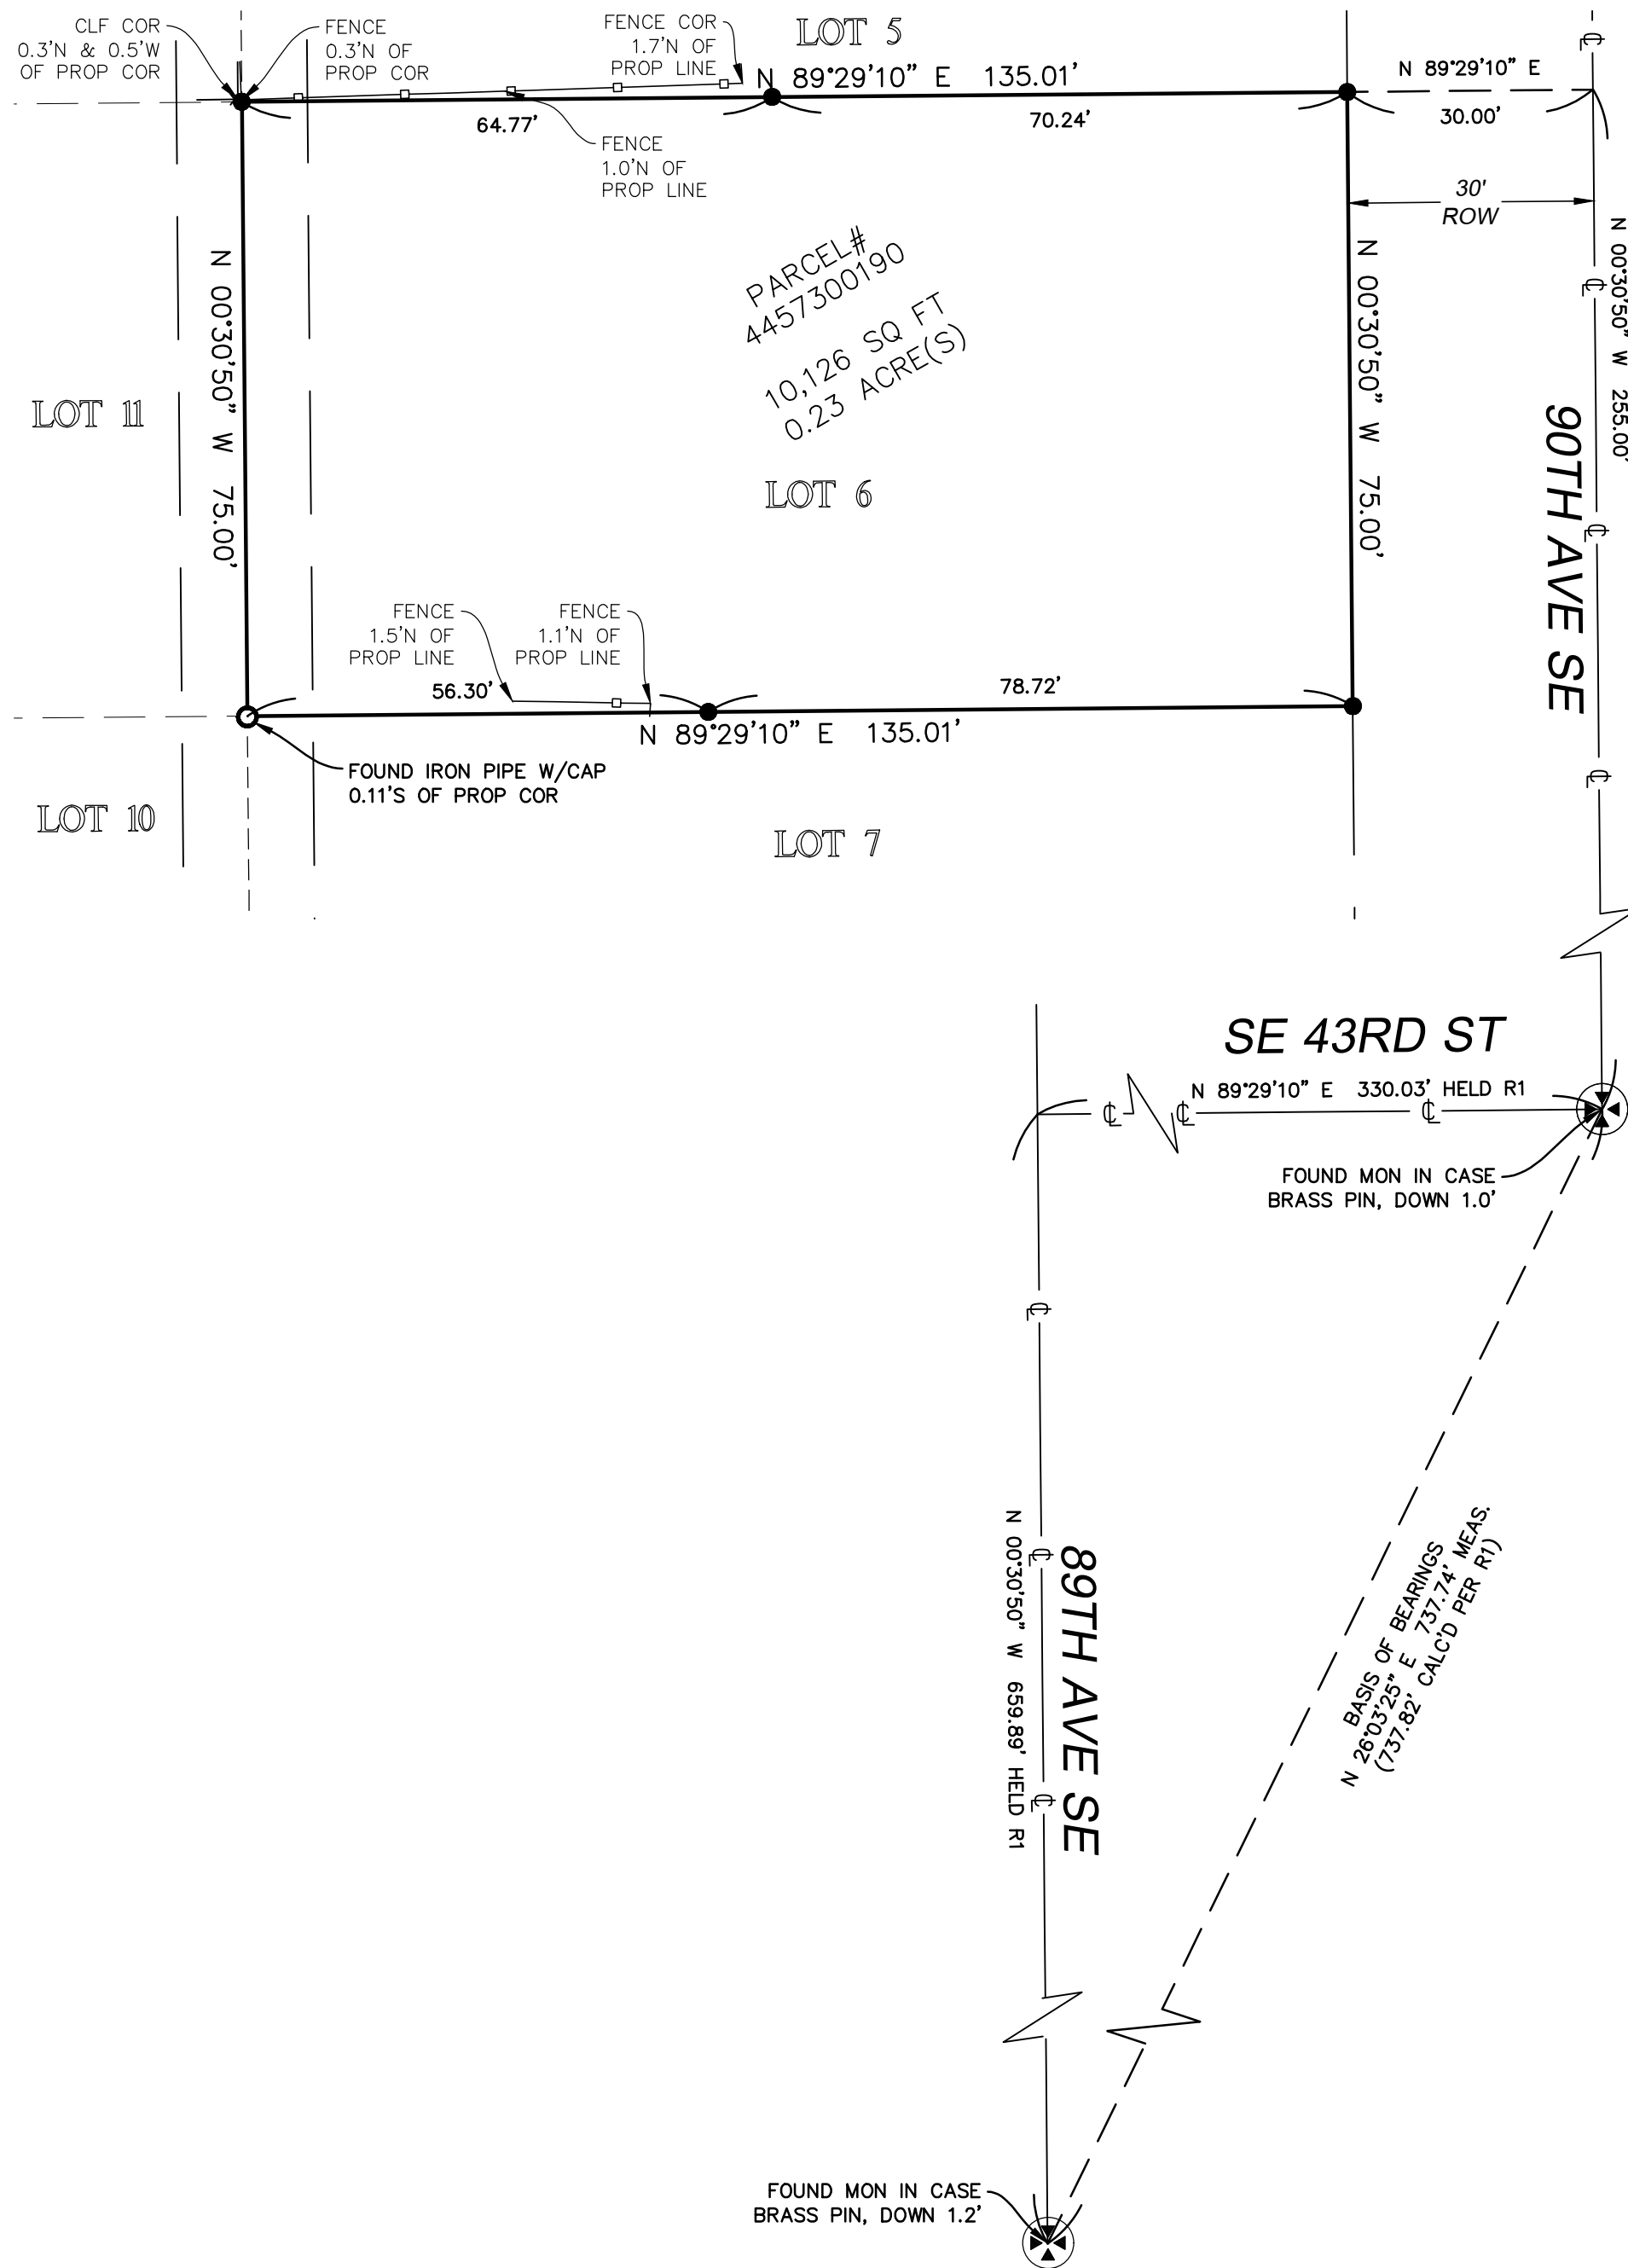 CLF COR
0.3'N & 0.5'W
OF PROP COR
FENCE
0.3'N OF
PROP COR
FENCE COR
1.7'N OF
PROP LINE
LOT 5
N 89°29'10" E 135.01'
N 89°29'10" E
30.00'
64.77'
70.24'
FENCE
1.0'N OF
PROP LINE
30'
ROW
PARCEL#
4457300190
10,126 SQ FT
0.23 ACRE(S)
N 00°30'50" W 75.00'
N 00°30'50" W 75.00'
N 00°30'50" W 255.00'
90TH AVE SE
LOT 11
LOT 6
FENCE
1.5'N OF
PROP LINE
FENCE
1.1'N OF
PROP LINE
56.30'
78.72'
N 89°29'10" E 135.01'
FOUND IRON PIPE W/CAP
0.11'S OF PROP COR
LOT 10
LOT 7
SE 43RD ST
N 89°29'10" E 330.03' HELD R1
FOUND MON IN CASE
BRASS PIN, DOWN 1.0'
N 00°30'50" W 659.89' HELD R1
89TH AVE SE
BASIS OF BEARINGS
N 26°03'25" E 737.74' MEAS.
(737.82' CALC'D PER R1)
FOUND MON IN CASE
BRASS PIN, DOWN 1.2'